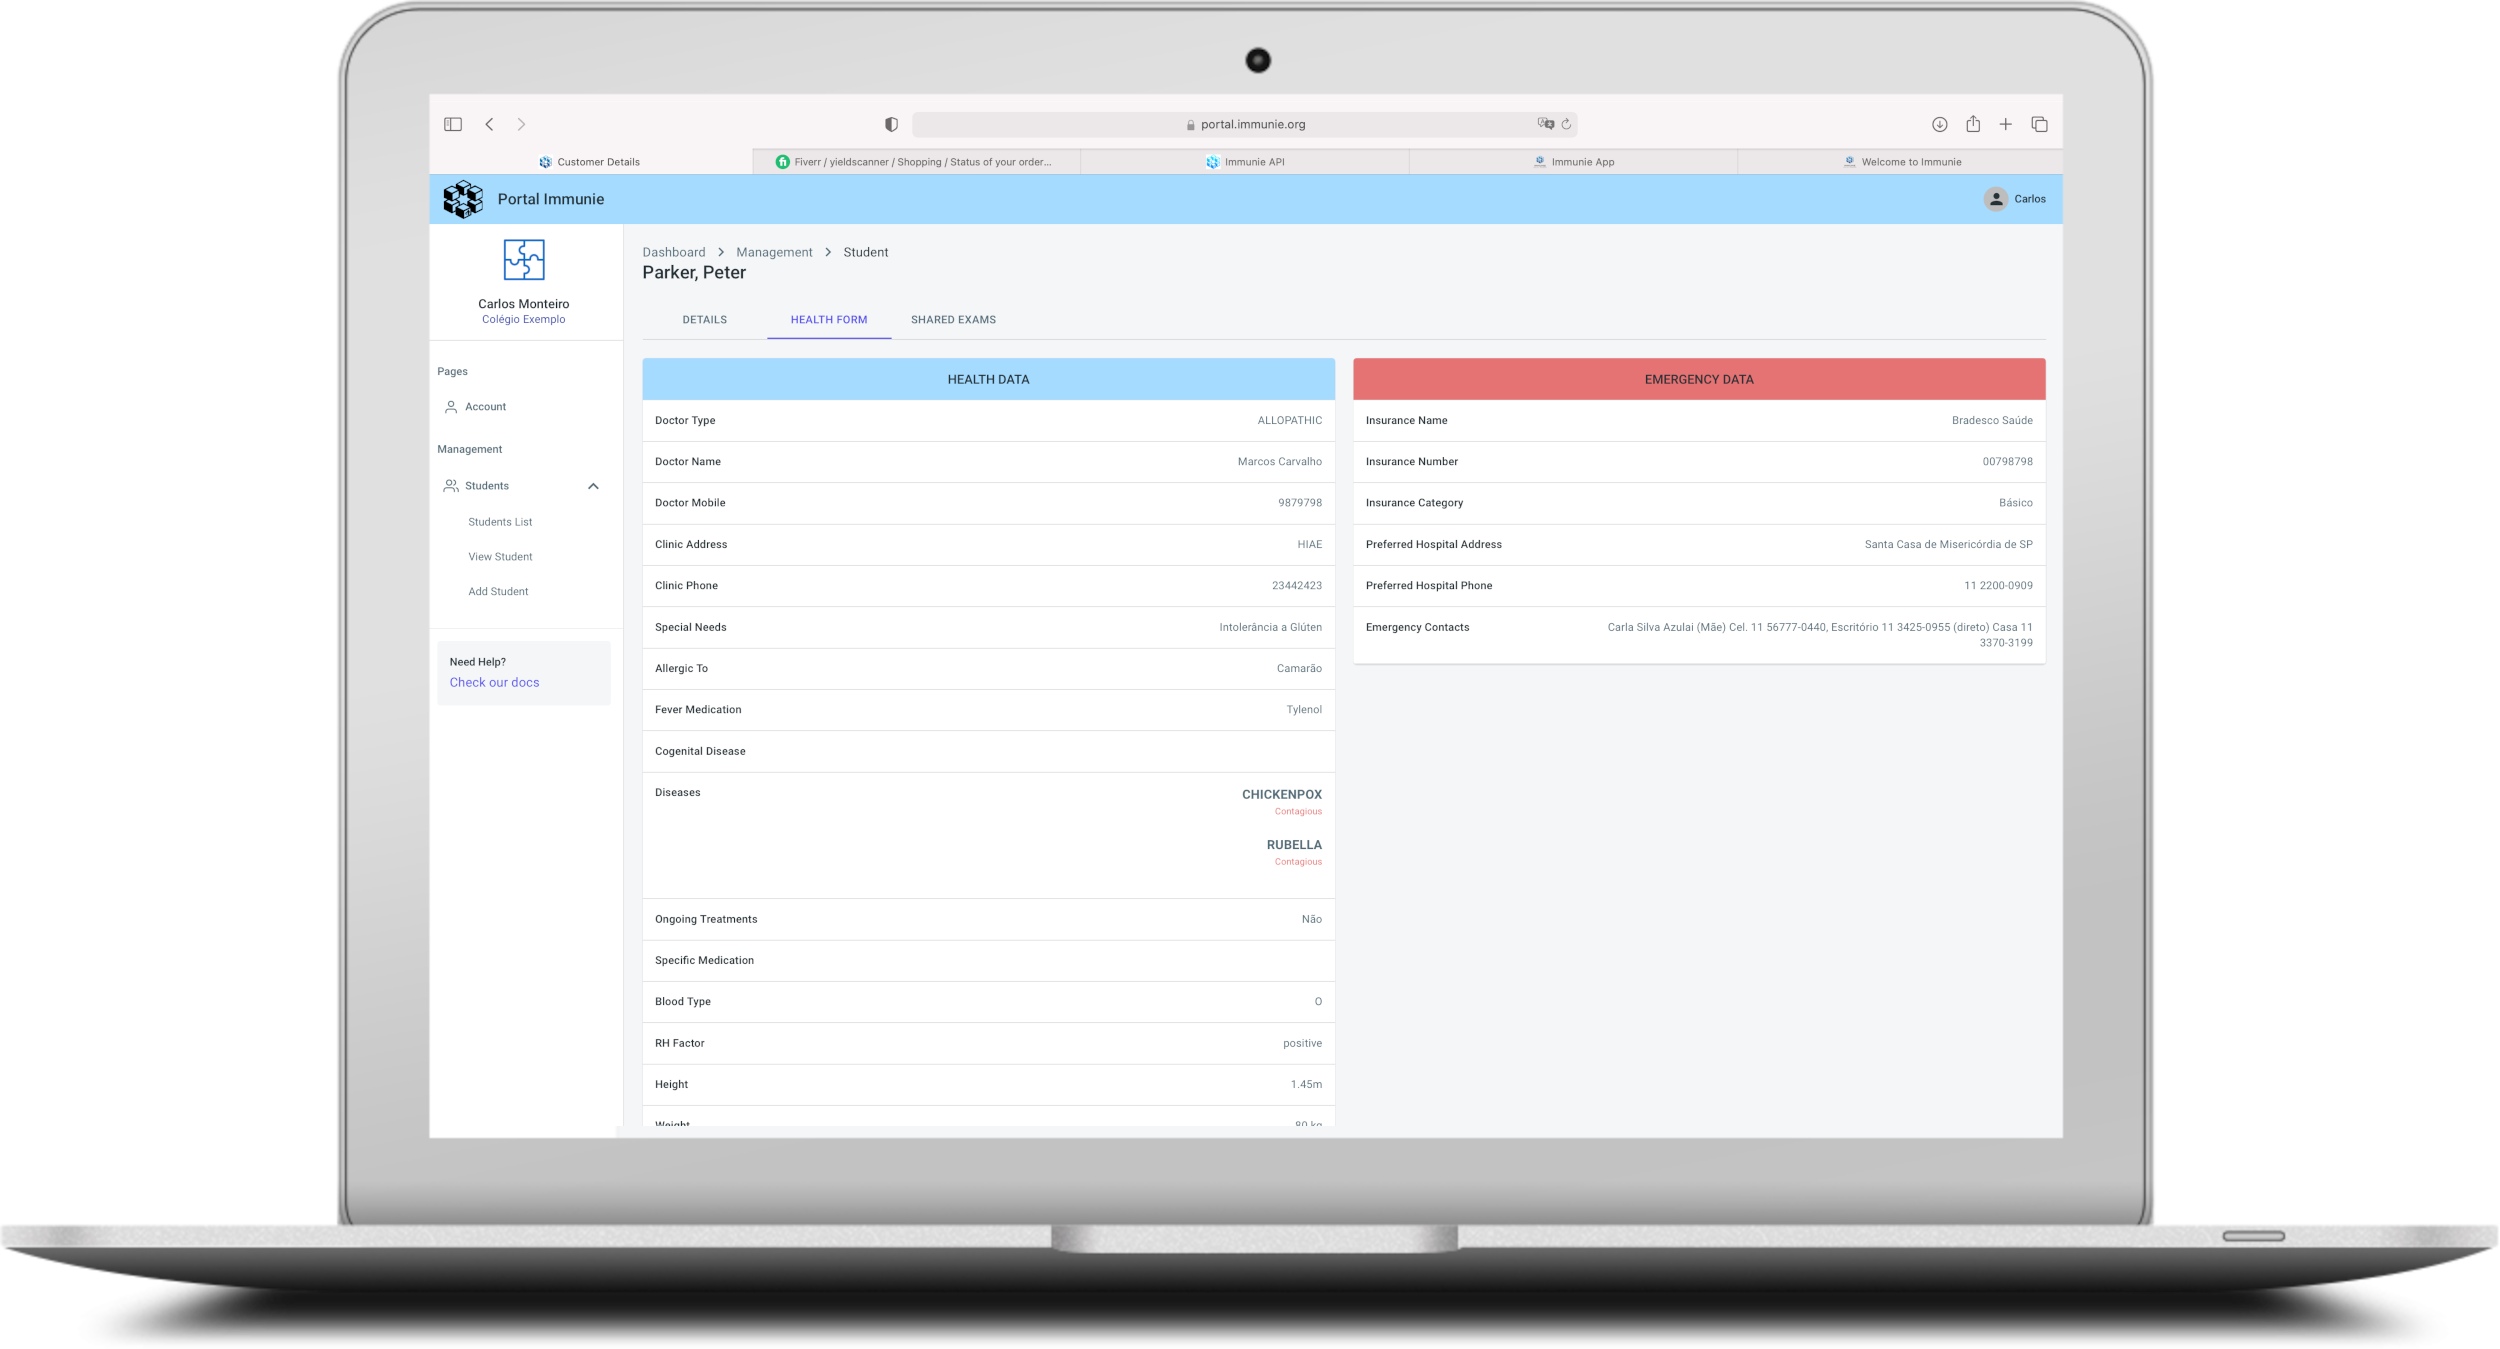 portal.immunie.org
Customer Details
Fiverr / yieldscanner / Shopping / Status of your order...
Immunie API
Immunie App
Welcome to Immunie
Portal Immunie
Carlos
Carlos Monteiro
Colégio Exemplo
Pages
Account
Management
Students
Students List
View Student
Add Student
Need Help?
Check our docs
Dashboard > Management > Student
Parker, Peter
DETAILS
HEALTH FORM
SHARED EXAMS
HEALTH DATA
Doctor Type ALLOPATHIC
Doctor Name Marcos Carvalho
Doctor Mobile 9879798
Clinic Address HIAE
Clinic Phone 23442423
Special Needs Intolerância a Glúten
Allergic To Camarão
Fever Medication Tylenol
Cogenital Disease
Diseases CHICKENPOX
Contagious
RUBELLA
Contagious
Ongoing Treatments Não
Specific Medication
Blood Type O
RH Factor positive
Height 1.45m
Weight 80 kg
EMERGENCY DATA
Insurance Name Bradesco Saúde
Insurance Number 00798798
Insurance Category Básico
Preferred Hospital Address Santa Casa de Misericórdia de SP
Preferred Hospital Phone 11 2200-0909
Emergency Contacts Carla Silva Azulai (Mãe) Cel. 11 56777-0440, Escritório 11 3425-0955 (direto) Casa 11
3370-3199